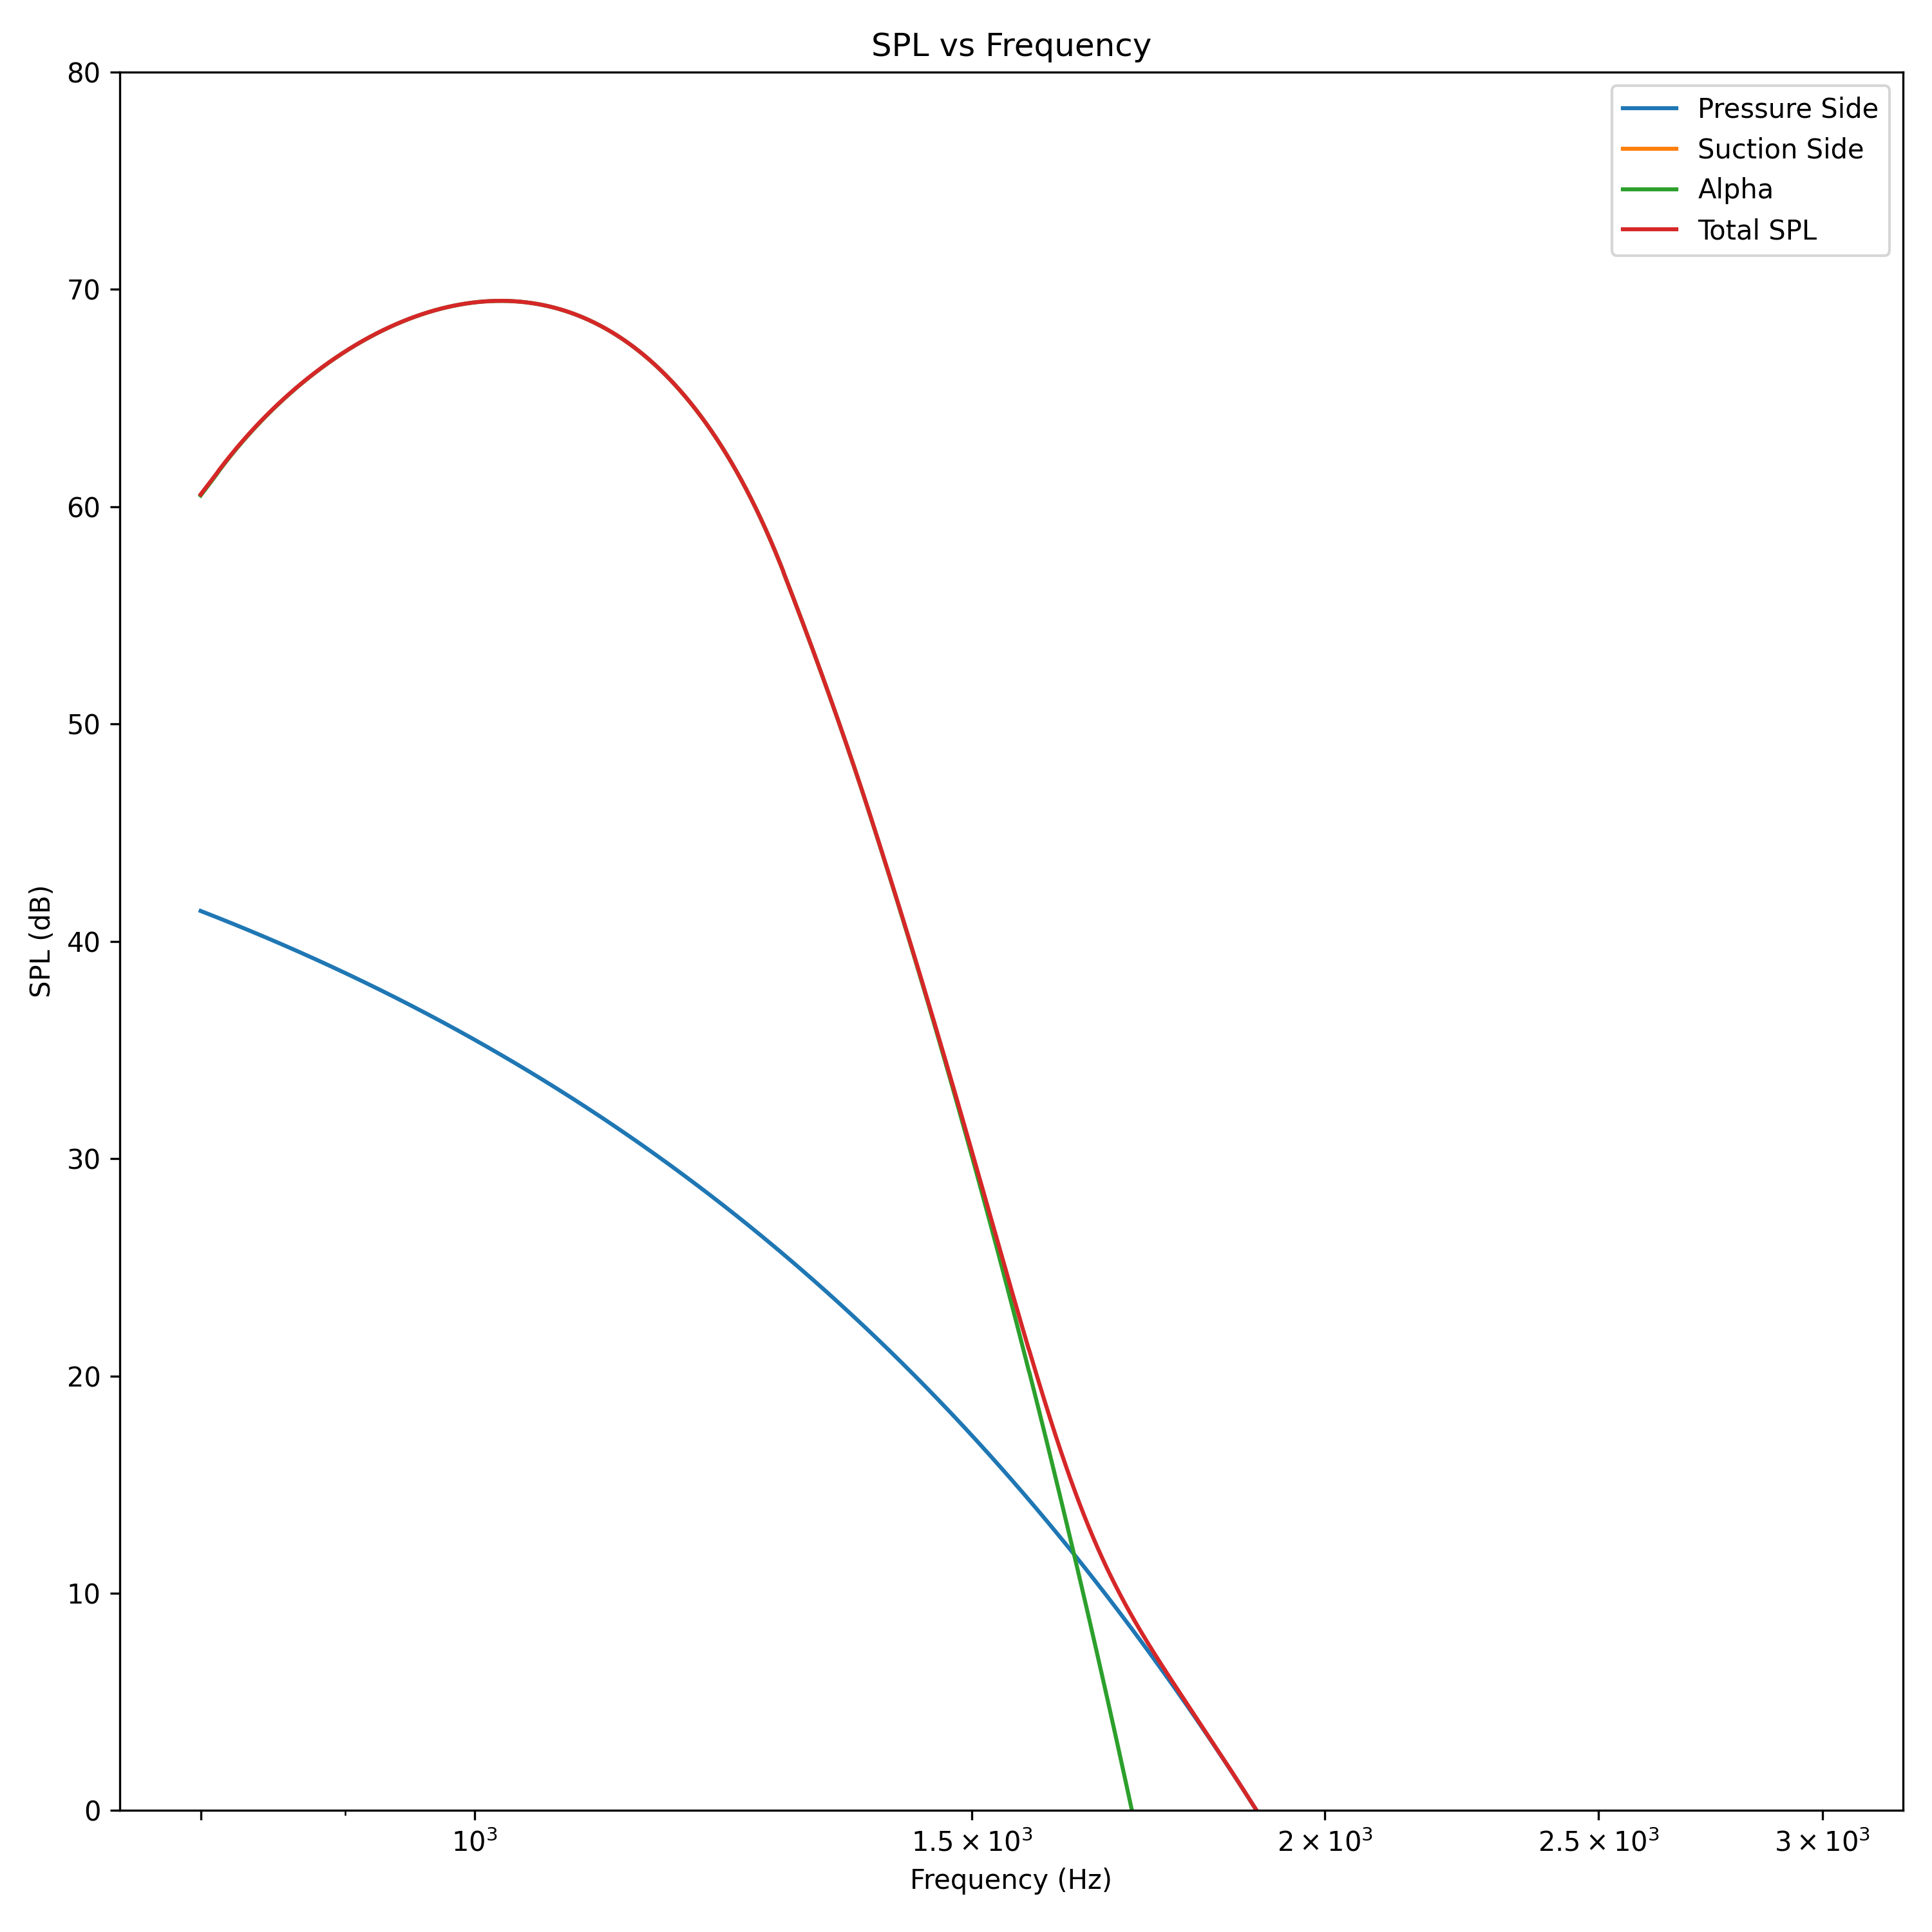 SPL vs Frequency
Pressure Side
Suction Side
Alpha
Total SPL
SPL (dB)
80
70
60
50
40
30
20
10
0
10³
1.5 × 10³
2 × 10³
2.5 × 10³
3 × 10³
Frequency (Hz)